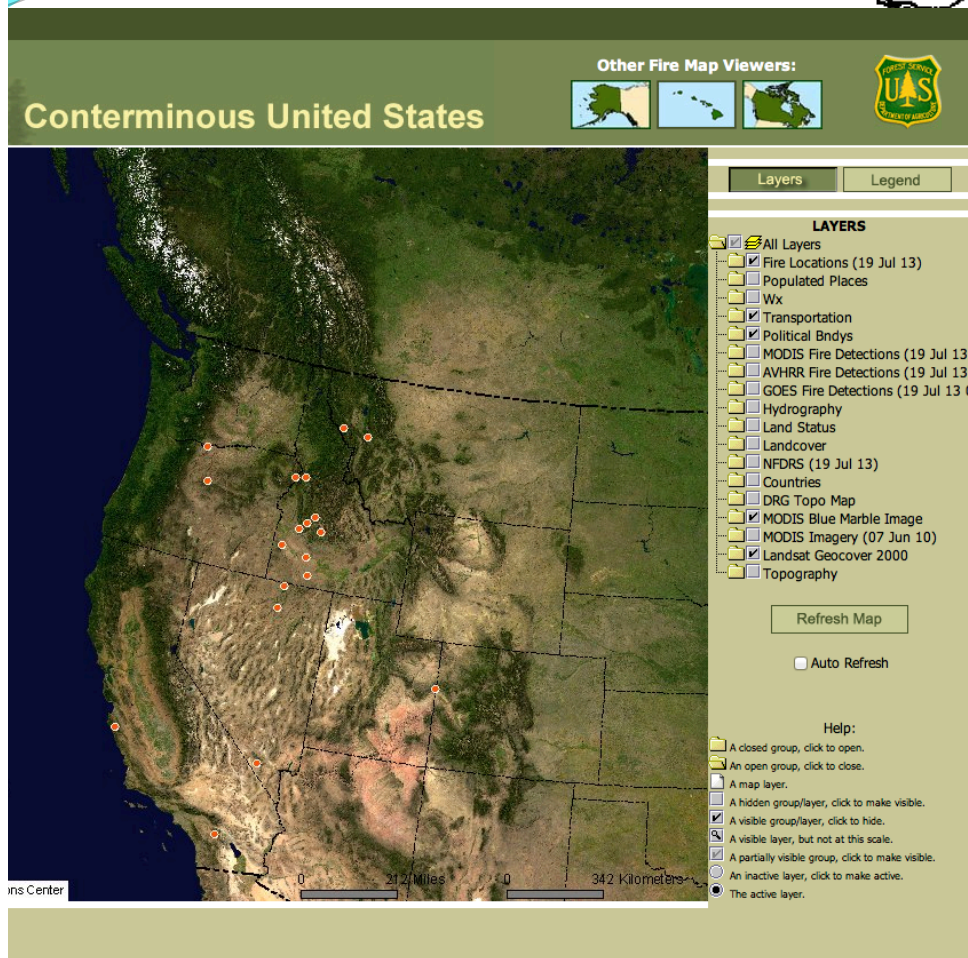 Other Fire Map Viewers:
Conterminous United States
FOREST SERVICE
U S
DEPARTMENT OF AGRICULTURE
Layers
Legend
LAYERS
All Layers
Fire Locations (19 Jul 13)
Populated Places
Wx
Transportation
Political Bndys
MODIS Fire Detections (19 Jul 13
AVHRR Fire Detections (19 Jul 13
GOES Fire Detections (19 Jul 13
Hydrography
Land Status
Landcover
NFDRS (19 Jul 13)
Countries
DRG Topo Map
MODIS Blue Marble Image
MODIS Imagery (07 Jun 10)
Landsat Geocover 2000
Topography
Refresh Map
Auto Refresh
Help:
A closed group, click to open.
An open group, click to close.
A map layer.
A hidden group/layer, click to make visible.
A visible group/layer, click to hide.
A visible layer, but not at this scale.
A partially visible group, click to make visible.
An inactive layer, click to make active.
The active layer.
0 212 Miles 0 342 Kilometers
ons Center